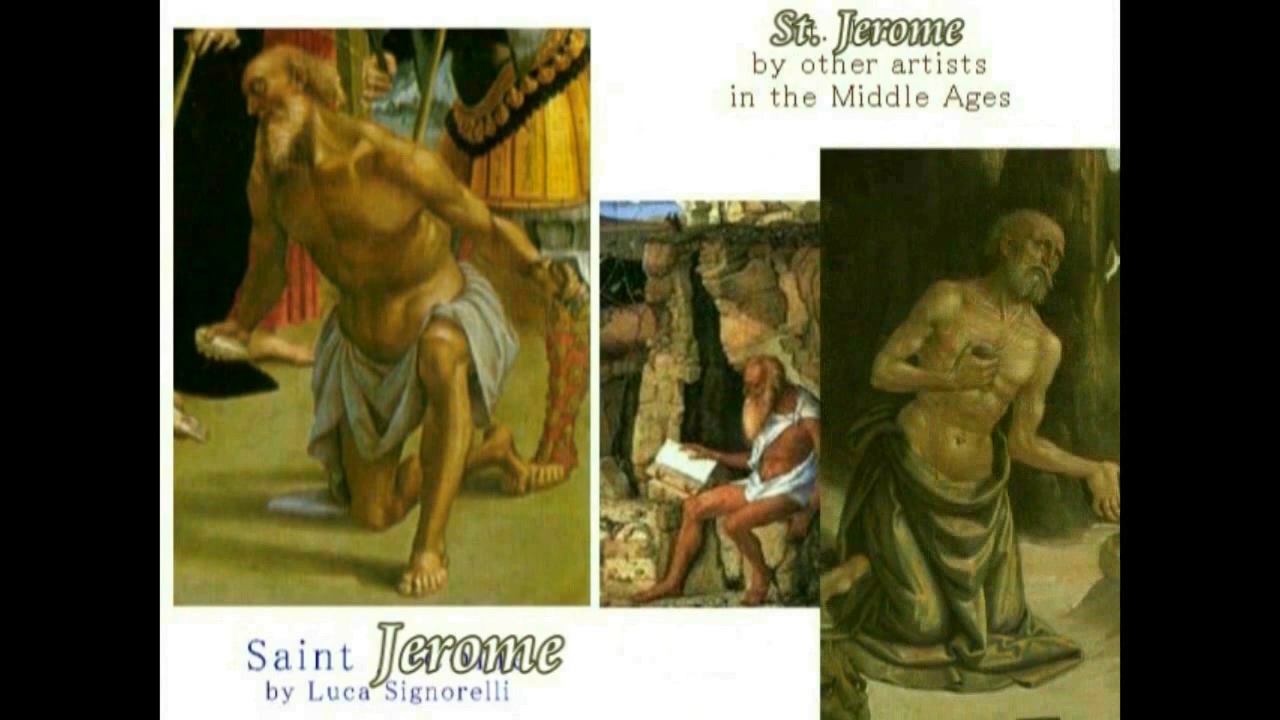 St. Jerome
by other artists
in the Middle Ages
Saint Jerome
by Luca Signorelli